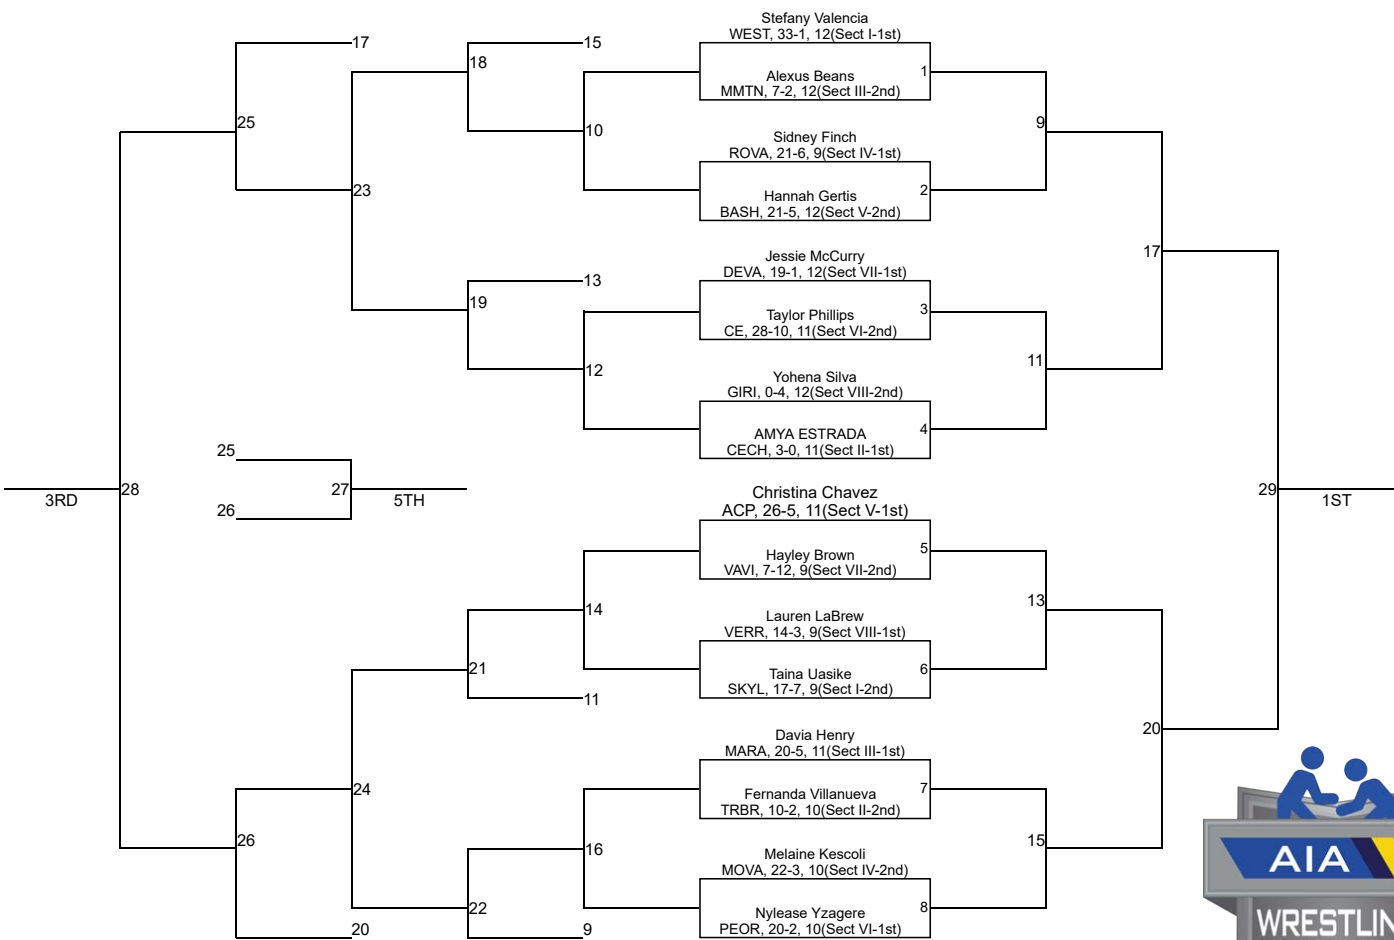 Stefany Valencia
WEST, 33-1, 12(Sect I-1st)
17
15
18
1
Alexus Beans
MMTN, 7-2, 12(Sect III-2nd)
25
10
9
Sidney Finch
ROVA, 21-6, 9(Sect IV-1st)
23
2
Hannah Gertis
BASH, 21-5, 12(Sect V-2nd)
17
Jessie McCurry
DEVA, 19-1, 12(Sect VII-1st)
13
19
3
Taylor Phillips
CE, 28-10, 11(Sect VI-2nd)
11
12
Yohena Silva
GIRI, 0-4, 12(Sect VIII-2nd)
4
AMYA ESTRADA
CECH, 3-0, 11(Sect II-1st)
25
28
27
29
3RD
5TH
1ST
26
Christina Chavez
ACP, 26-5, 11(Sect V-1st)
5
Hayley Brown
VAVI, 7-12, 9(Sect VII-2nd)
14
13
Lauren LaBrew
VERR, 14-3, 9(Sect VIII-1st)
21
6
Taina Uasike
SKYL, 17-7, 9(Sect I-2nd)
11
20
Davia Henry
MARA, 20-5, 11(Sect III-1st)
24
7
Fernanda Villanueva
TRBR, 10-2, 10(Sect II-2nd)
26
16
15
Melaine Kescoli
MOVA, 22-3, 10(Sect IV-2nd)
22
8
Nylease Yzagere
PEOR, 20-2, 10(Sect VI-1st)
20
9
AIA
WRESTLIN